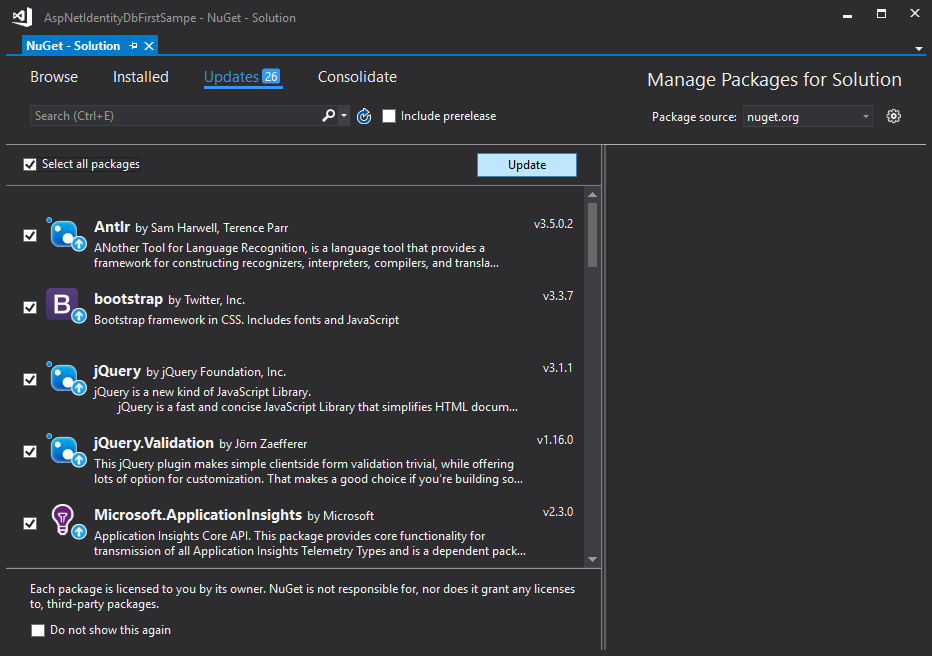 AspNetIdentityDbFirstSampe - NuGet - Solution
NuGet - Solution
Browse Installed Updates 26 Consolidate
Manage Packages for Solution
Search (Ctrl+E)
Include prerelease
Package source: nuget.org
Select all packages
Update
Antlr by Sam Harwell, Terence Parr
v3.5.0.2
ANother Tool for Language Recognition, is a language tool that provides a
framework for constructing recognizers, interpreters, compilers, and transla...
B
bootstrap by Twitter, Inc.
v3.3.7
Bootstrap framework in CSS. Includes fonts and JavaScript
jQuery by jQuery Foundation, Inc.
v3.1.1
jQuery is a new kind of JavaScript Library.
jQuery is a fast and concise JavaScript Library that simplifies HTML docum...
jQuery.Validation by Jörn Zaefferer
v1.16.0
This jQuery plugin makes simple clientside form validation trivial, while offering
lots of option for customization. That makes a good choice if you’re building so...
Microsoft.ApplicationInsights by Microsoft
v2.3.0
Application Insights Core API. This package provides core functionality for
transmission of all Application Insights Telemetry Types and is a dependent pack...
Each package is licensed to you by its owner. NuGet is not responsible for, nor does it grant any licenses
to, third-party packages.
Do not show this again